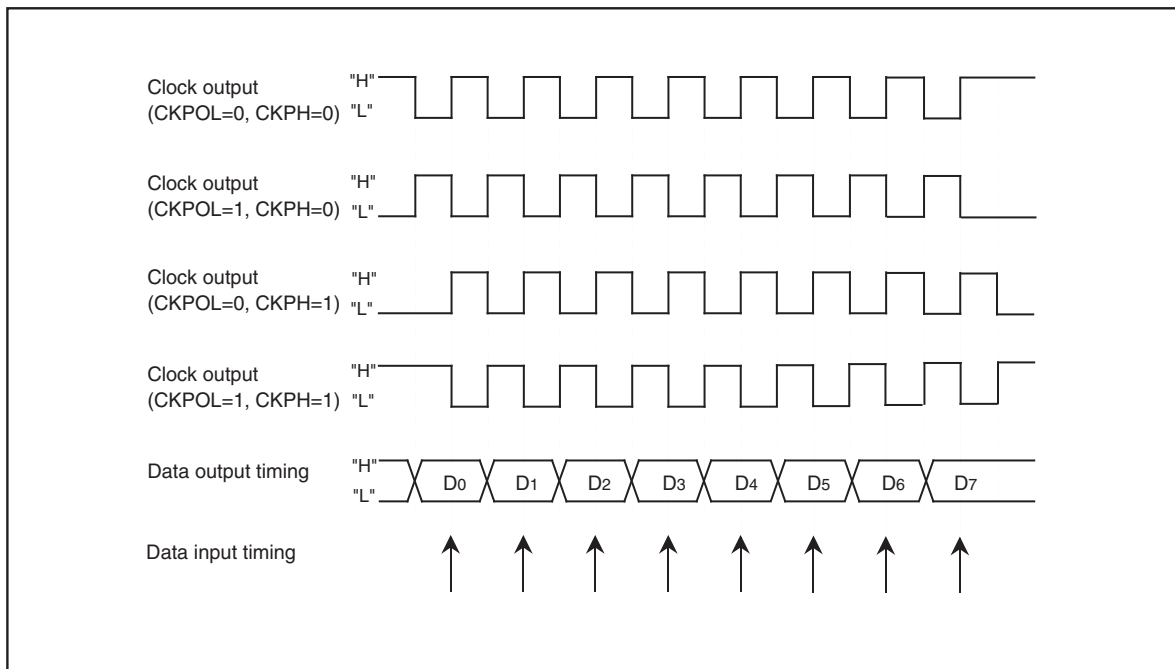 Clock output
(CKPOL=0, CKPH=0)
"H"
"L"
Clock output
(CKPOL=1, CKPH=0)
"H"
"L"
Clock output
(CKPOL=0, CKPH=1)
"H"
"L"
Clock output
(CKPOL=1, CKPH=1)
"H"
"L"
Data output timing
"H"
"L"
D0 D1 D2 D3 D4 D5 D6 D7
Data input timing